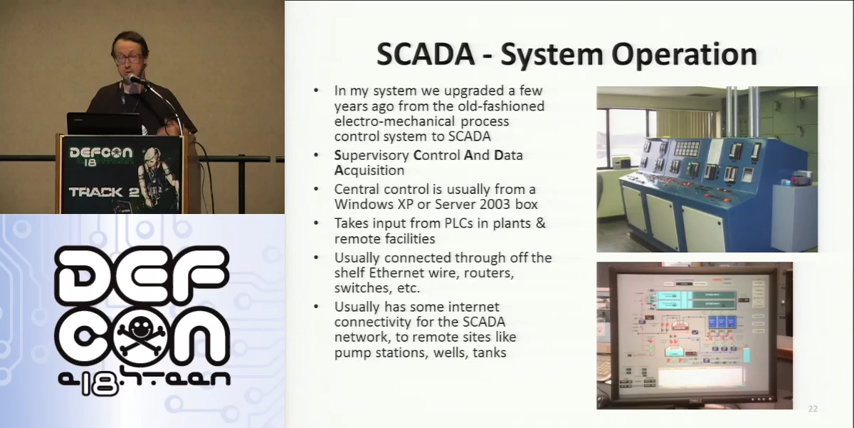 DEFCON
18
TRACK 2
DEF
CON
e18hteen
SCADA - System Operation
• In my system we upgraded a few
years ago from the old-fashioned
electro-mechanical process
control system to SCADA
• Supervisory Control And Data
Acquisition
• Central control is usually from a
Windows XP or Server 2003 box
• Takes input from PLCs in plants &
remote facilities
• Usually connected through off the
shelf Ethernet wire, routers,
switches, etc.
• Usually has some internet
connectivity for the SCADA
network, to remote sites like
pump stations, wells, tanks
22